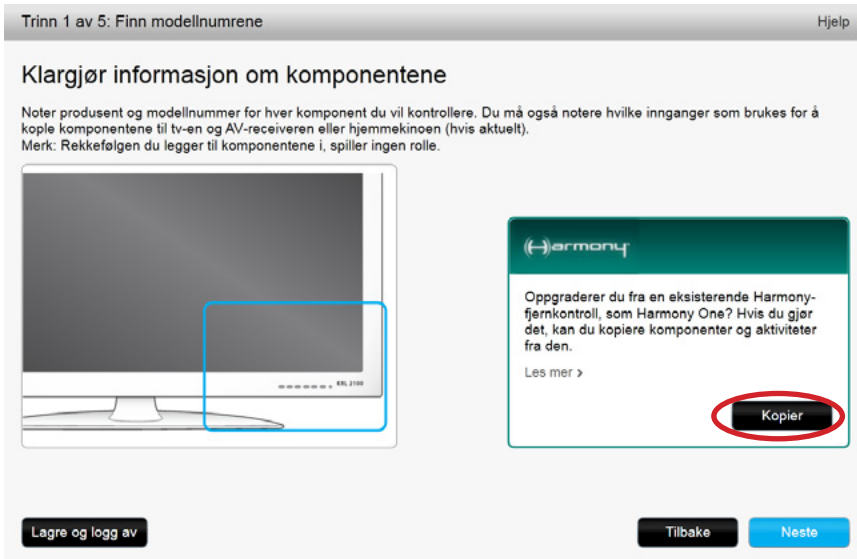 Trinn 1 av 5: Finn modellnumrene
Hjelp
Klargjør informasjon om komponentene
Noter produsent og modellnummer for hver komponent du vil kontrollere. Du må også notere hvilke innganger som brukes for å
kople komponentene til tv-en og AV-receiveren eller hjemmekinoen (hvis aktuelt).
Merk: Rekkefølgen du legger til komponentene i, spiller ingen rolle.
KRL 2100
Harmony
Oppgraderer du fra en eksisterende Harmony-
fjernkontroll, som Harmony One? Hvis du gjør
det, kan du kopiere komponenter og aktiviteter
fra den.
Les mer ›
Kopier
Lagre og logg av
Tilbake
Neste